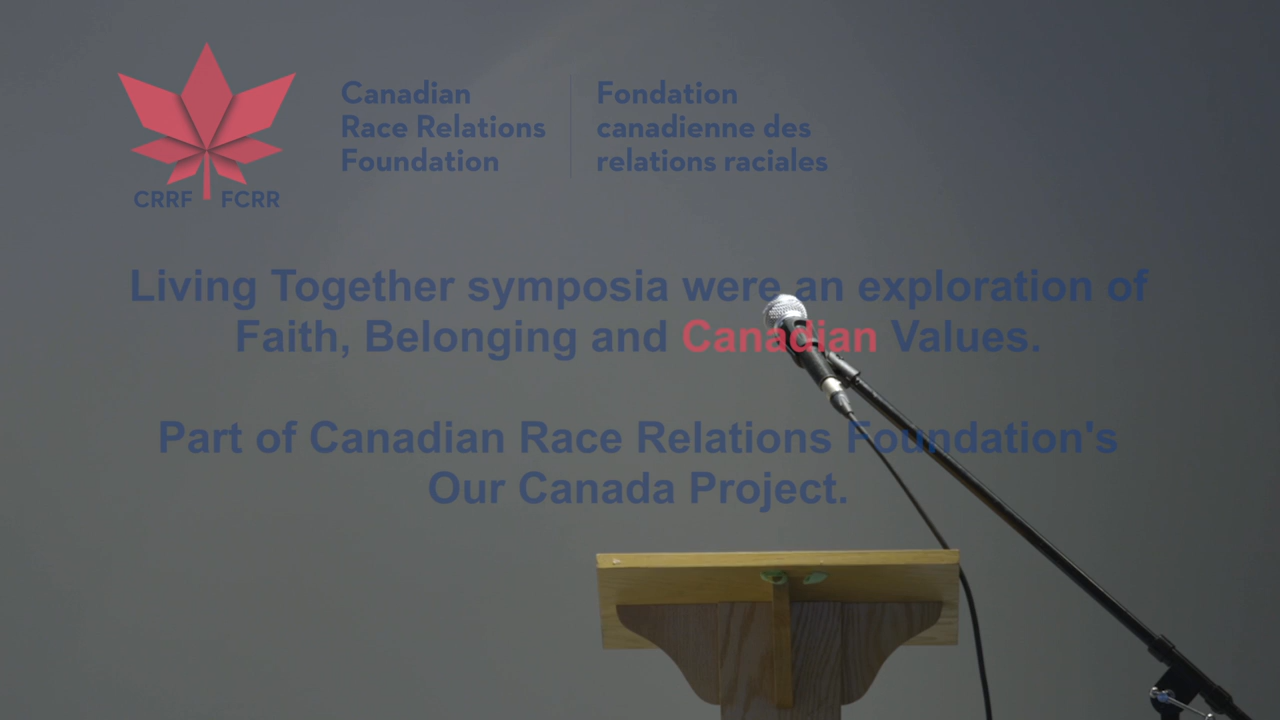 Canadian
Race Relations
Foundation
Fondation
canadienne des
relations raciales
CRRF FCRR
Living Together symposia were an exploration of
Faith, Belonging and Canadian Values.
Part of Canadian Race Relations Foundation's
Our Canada Project.